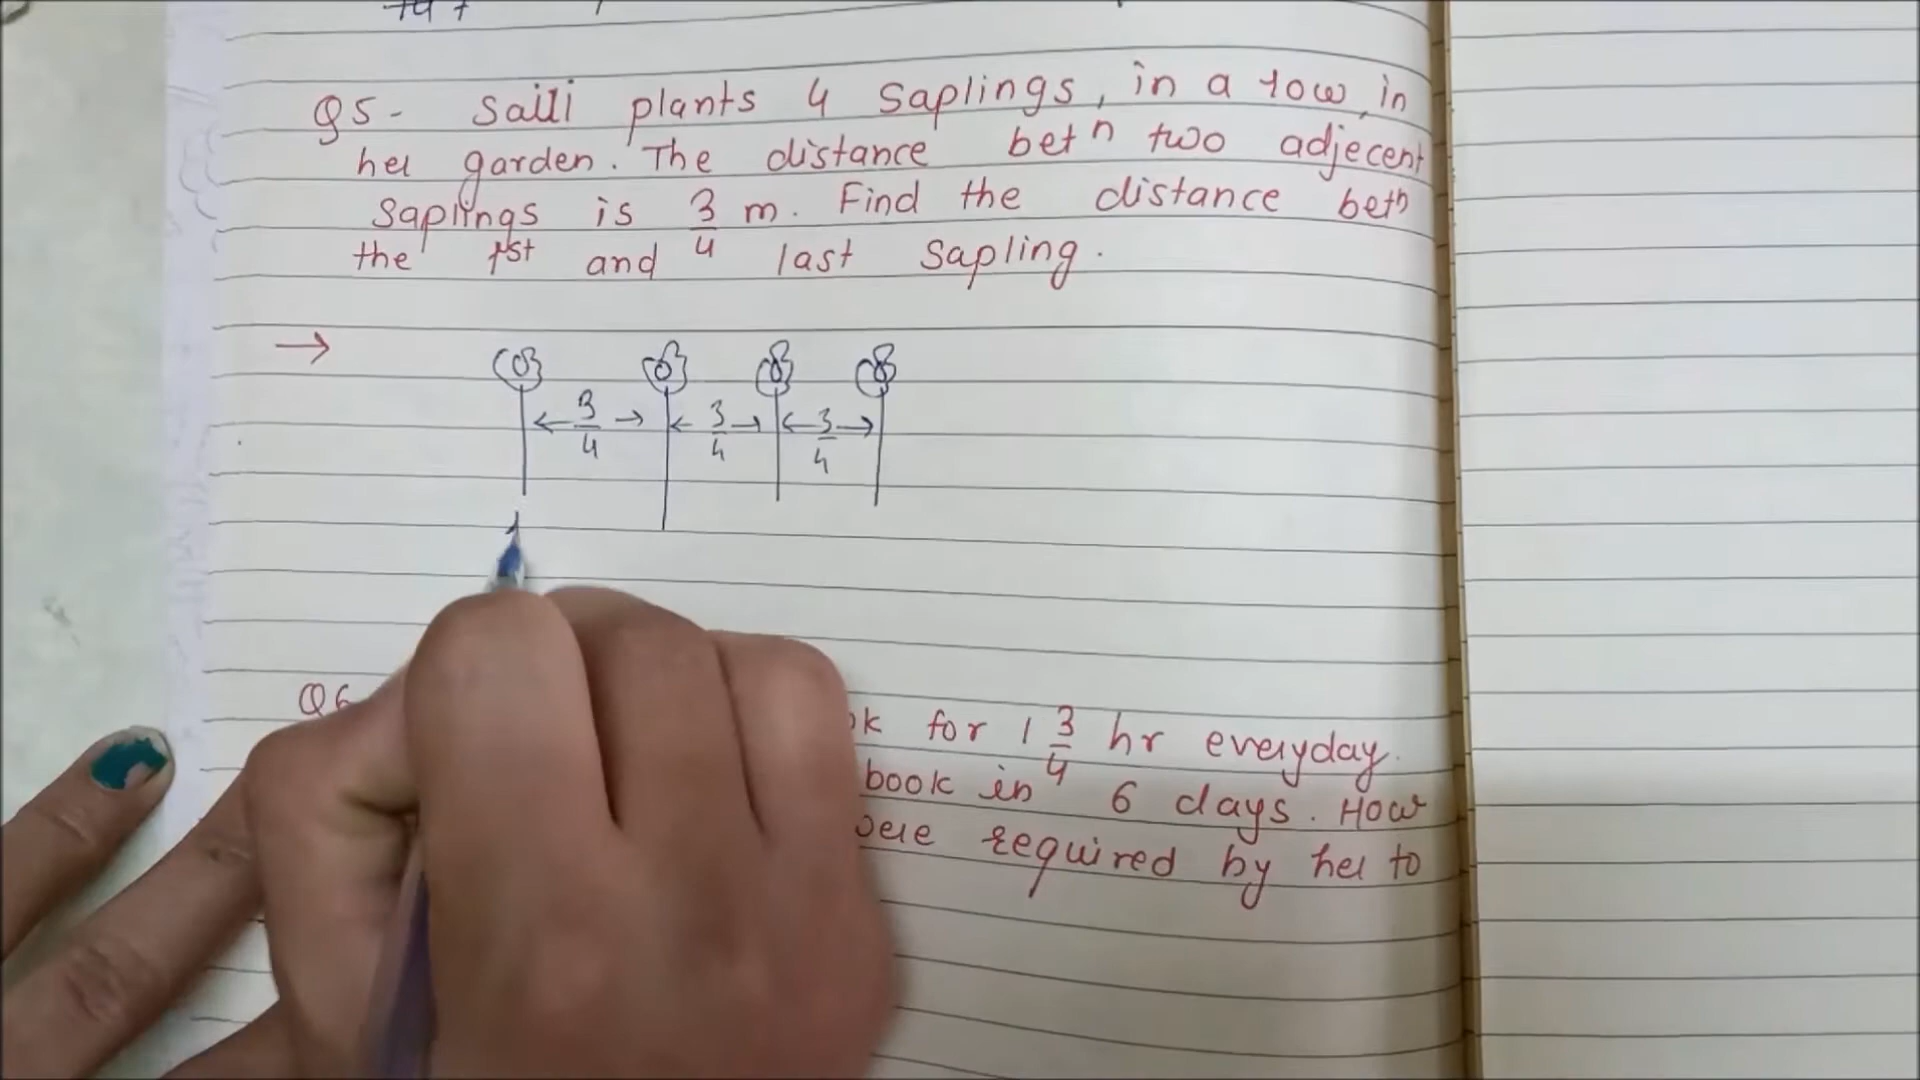 Q5- Saili plants 4 Saplings, in a row, in
her garden. The distance betn two adjecent
Saplings is 3/4 m. Find the distance betn
the 1st and last Sapling.
→
3/4 3/4 3/4
Q6
for 1 3/4 hr everyday.
book in 6 days. How
required by her to